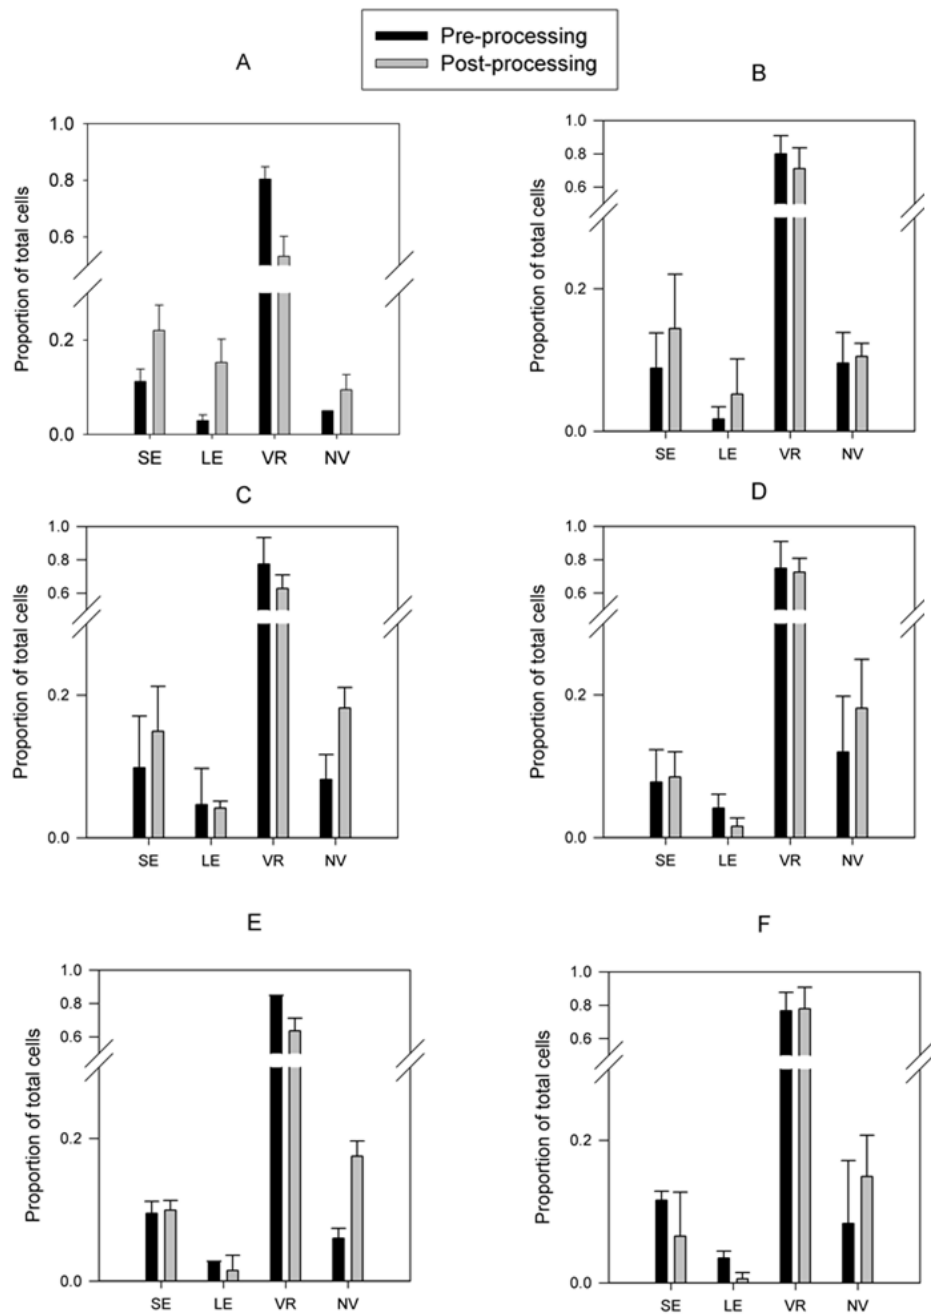 Pre-processing
Post-processing
A
Proportion of total cells
1.0
0.8
0.6
0.2
0.0
SE LE VR NV
B
Proportion of total cells
1.0
0.8
0.6
0.2
0.0
SE LE VR NV
C
Proportion of total cells
1.0
0.8
0.6
0.2
0.0
SE LE VR NV
D
Proportion of total cells
1.0
0.8
0.6
0.2
0.0
SE LE VR NV
E
Proportion of total cells
1.0
0.8
0.6
0.2
0.0
SE LE VR NV
F
Proportion of total cells
1.0
0.8
0.6
0.2
0.0
SE LE VR NV